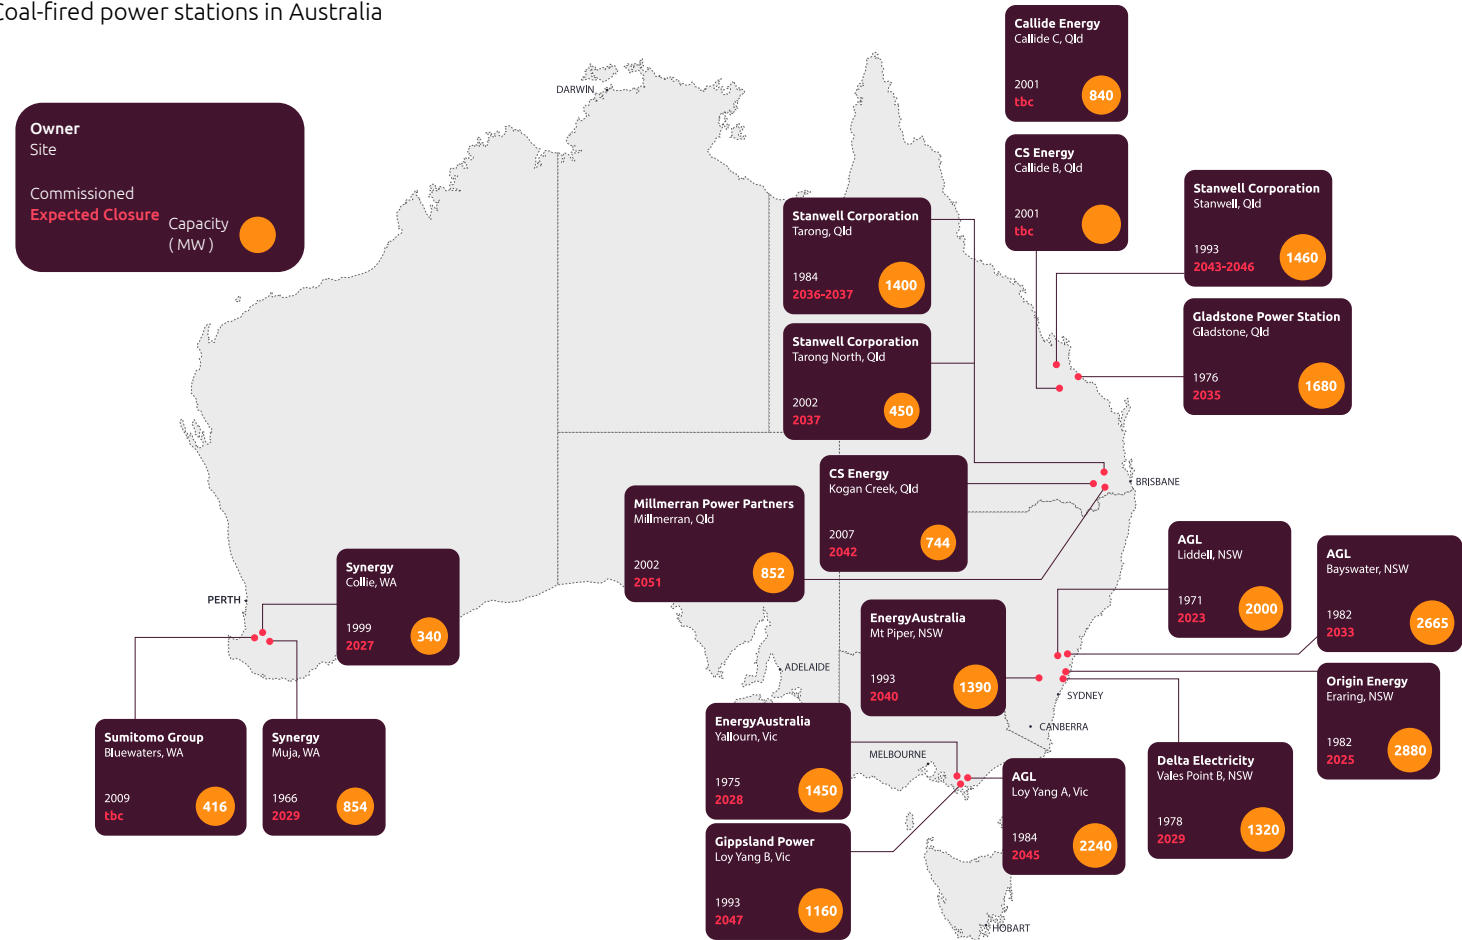 Coal-fired power stations in Australia
Owner
Site
Commissioned
Expected Closure
Capacity
( MW )
DARWIN
Callide Energy
Callide C, Qld
2001
tbc
840
CS Energy
Callide B, Qld
2001
tbc
Stanwell Corporation
Stanwell, Qld
1993
2043-2046
1460
Stanwell Corporation
Tarong, Qld
1984
2036-2037
1400
Gladstone Power Station
Gladstone, Qld
1976
2035
1680
Stanwell Corporation
Tarong North, Qld
2002
2037
450
CS Energy
Kogan Creek, Qld
2007
2042
744
BRISBANE
Millmerran Power Partners
Millmerran, Qld
2002
2051
852
AGL
Liddell, NSW
1971
2023
2000
AGL
Bayswater, NSW
1982
2033
2665
Synergy
Collie, WA
1999
2027
340
PERTH
EnergyAustralia
Mt Piper, NSW
1993
2040
1390
ADELAIDE
SYDNEY
CANBERRA
Origin Energy
Eraring, NSW
1982
2025
2880
Sumitomo Group
Bluewaters, WA
2009
tbc
416
Synergy
Muja, WA
1966
2029
854
EnergyAustralia
Yallourn, Vic
1975
2028
1450
MELBOURNE
AGL
Loy Yang A, Vic
1984
2045
2240
Delta Electricity
Vales Point B, NSW
1978
2029
1320
Gippsland Power
Loy Yang B, Vic
1993
2047
1160
HOBART